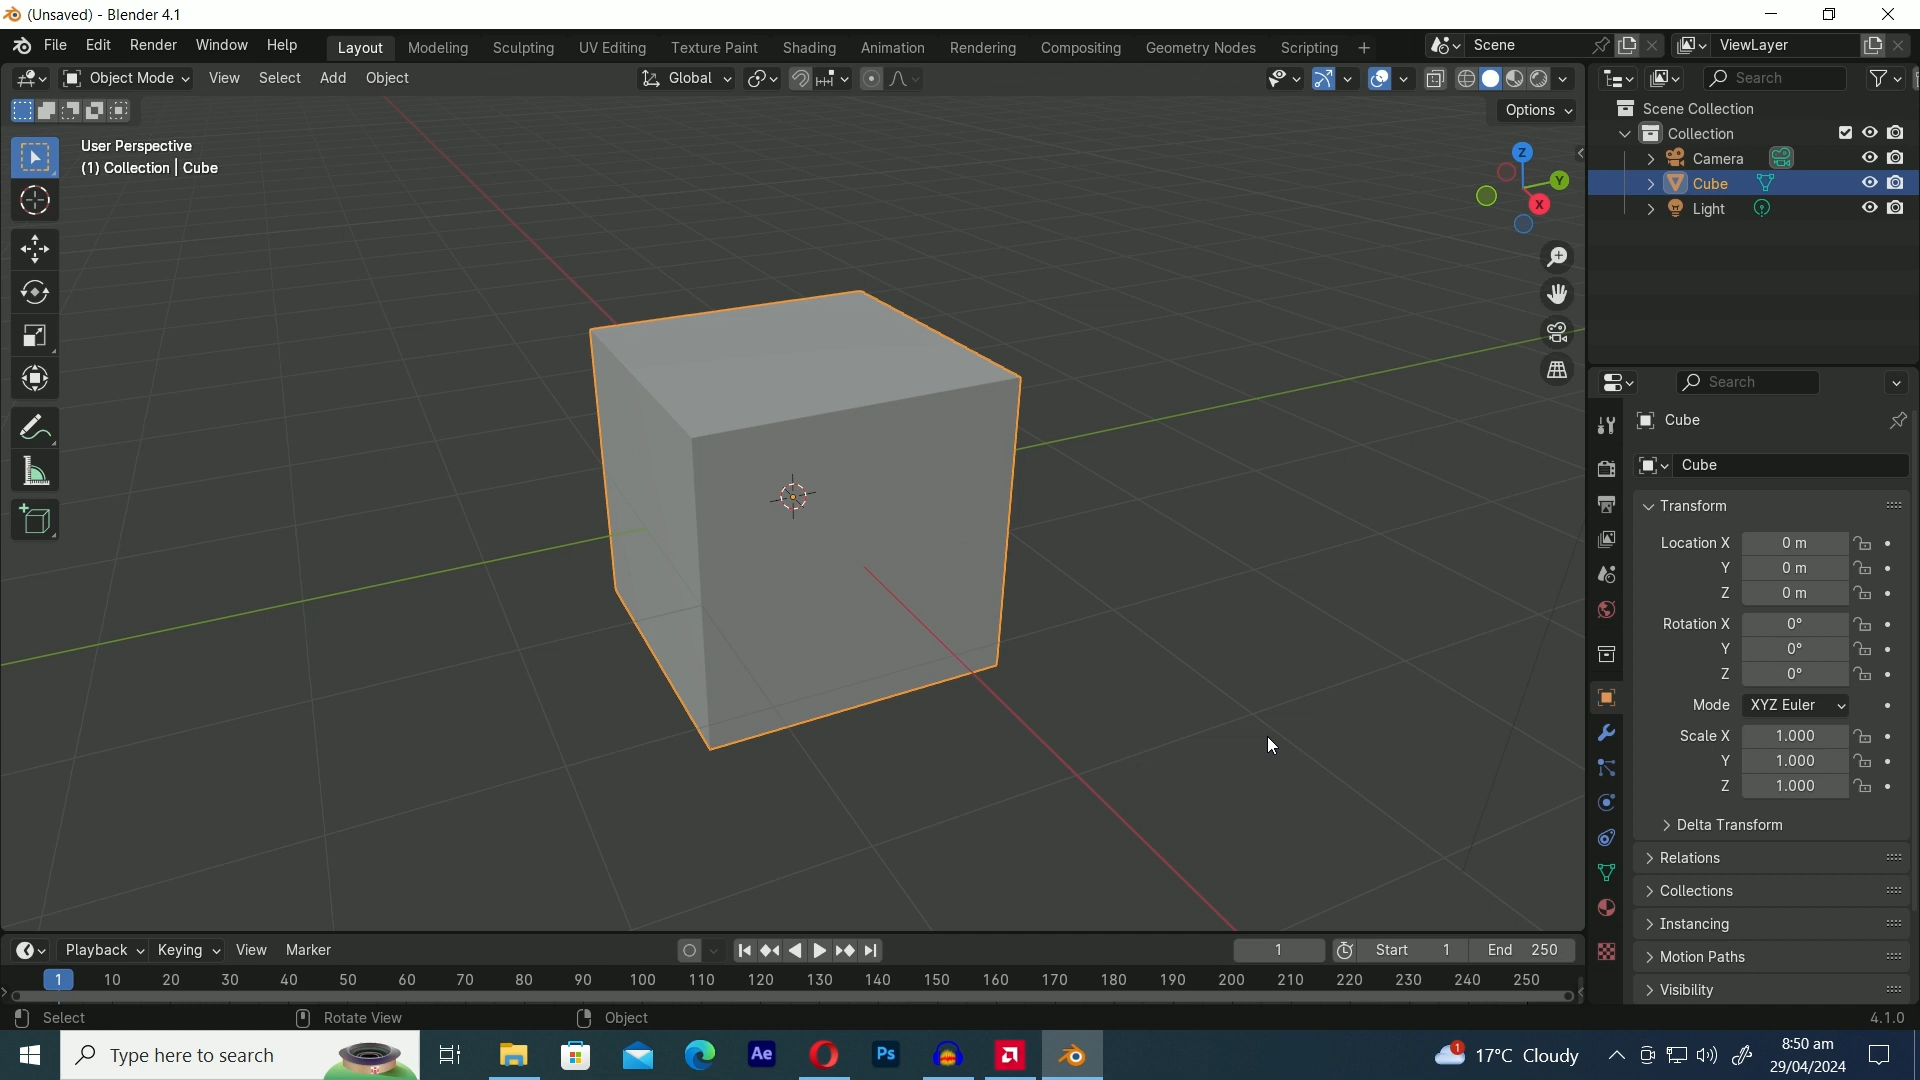 (Unsaved) - Blender 4.1
File Edit Render Window Help Layout Modeling Sculpting UV Editing Texture Paint Shading Animation Rendering Compositing Geometry Nodes Scripting + Scene ViewLayer
Object Mode View Select Add Object Global Search
Options
User Perspective
(1) Collection | Cube
Z
Y
X
Scene Collection
Collection
Camera
Cube
Light
Search
Cube
Cube
Transform
Location X 0 m
Y 0 m
Z 0 m
Rotation X 0°
Y 0°
Z 0°
Mode XYZ Euler
Scale X 1.000
Y 1.000
Z 1.000
Delta Transform
Relations
Collections
Instancing
Motion Paths
Visibility
Playback Keying View Marker 1 Start 1 End 250
1 10 20 30 40 50 60 70 80 90 100 110 120 130 140 150 160 170 180 190 200 210 220 230 240 250
Select Rotate View Object 4.1.0
Type here to search Ae Ps 1 17°C Cloudy 8:50 am
29/04/2024